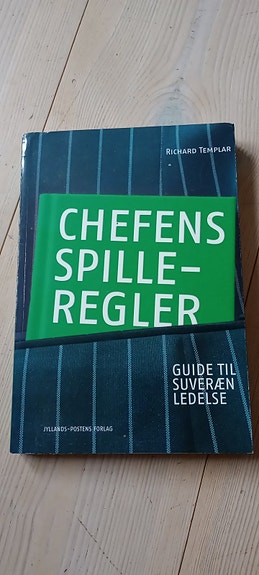 RICHARD TEMPLAR
CHEFENS
SPILLE-
REGLER
GUIDE TIL
SUVERÆN
LEDELSE
JYLLANDS-POSTENS FORLAG